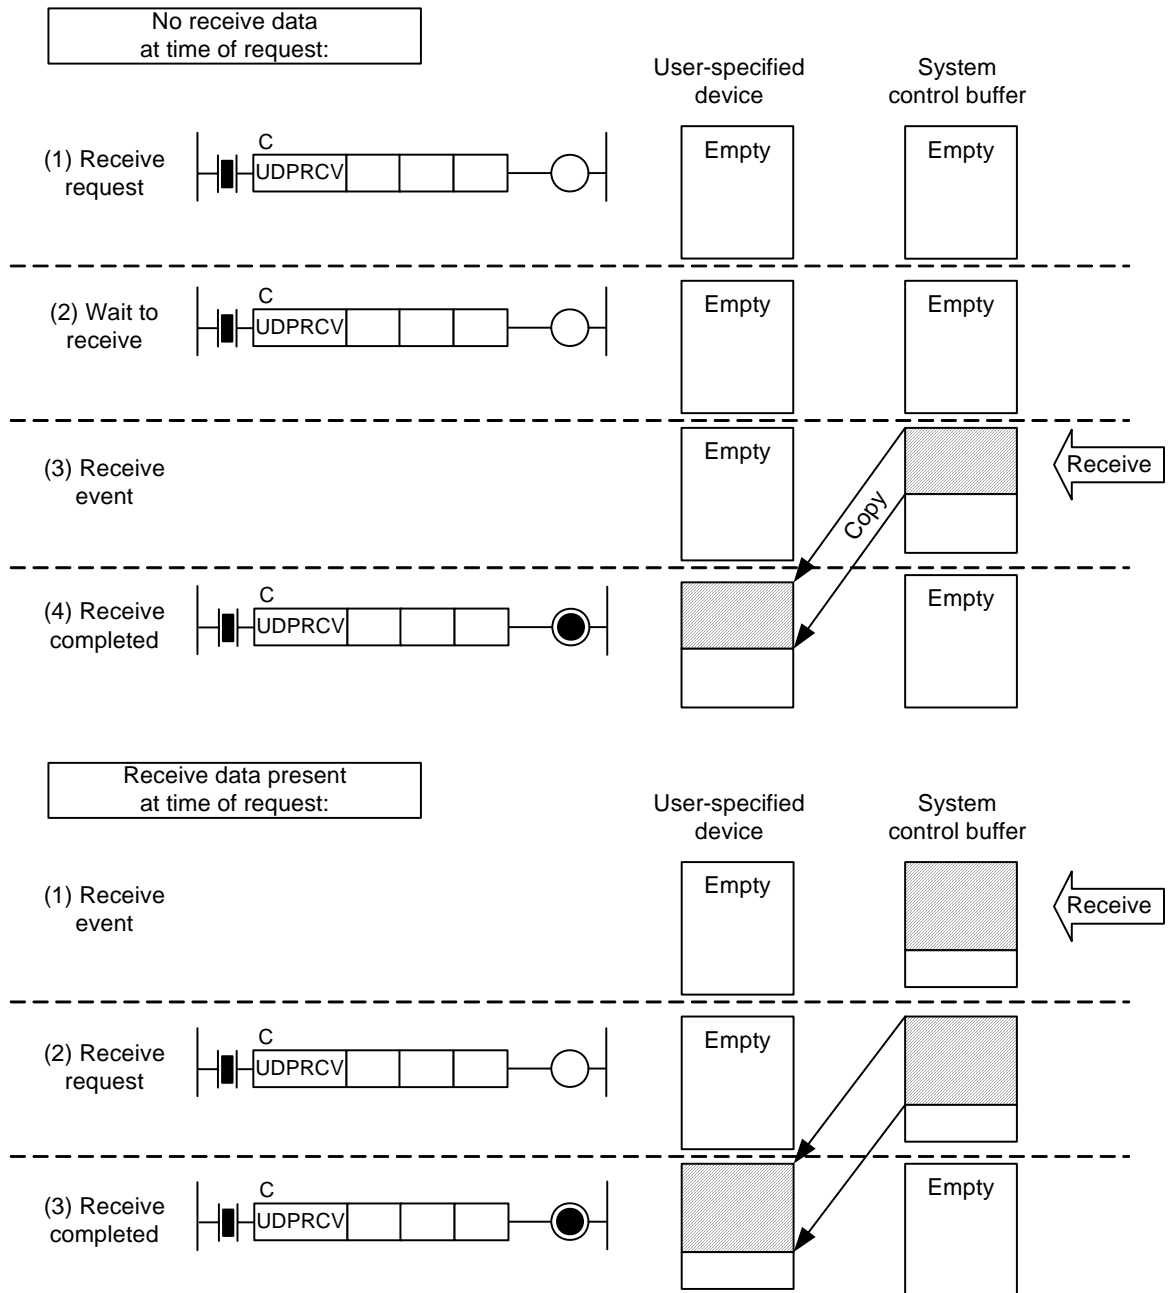 No receive data
at time of request:
User-specified
device
System
control buffer
(1) Receive
request
C
UDPRCV
Empty
Empty
(2) Wait to
receive
C
UDPRCV
Empty
Empty
(3) Receive
event
Empty
Copy
Receive
(4) Receive
completed
C
UDPRCV
Empty
Receive data present
at time of request:
User-specified
device
System
control buffer
(1) Receive
event
Empty
Receive
(2) Receive
request
C
UDPRCV
Empty
(3) Receive
completed
C
UDPRCV
Empty